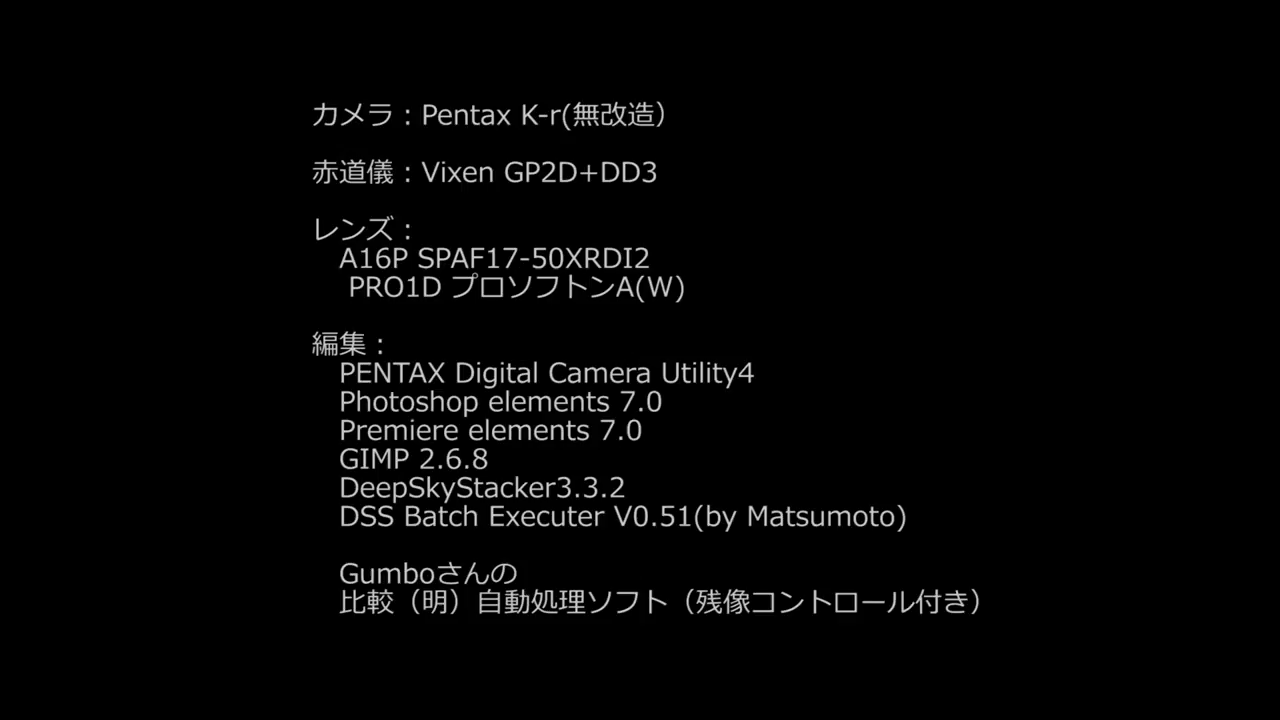 カメラ：Pentax K-r(無改造）
赤道儀：Vixen GP2D+DD3
レンズ：
A16P SPAF17-50XRDI2
PRO1D プロソフトンA(W)
編集：
PENTAX Digital Camera Utility4
Photoshop elements 7.0
Premiere elements 7.0
GIMP 2.6.8
DeepSkyStacker3.3.2
DSS Batch Executer V0.51(by Matsumoto)
Gumboさんの
比較（明）自動処理ソフト（残像コントロール付き）